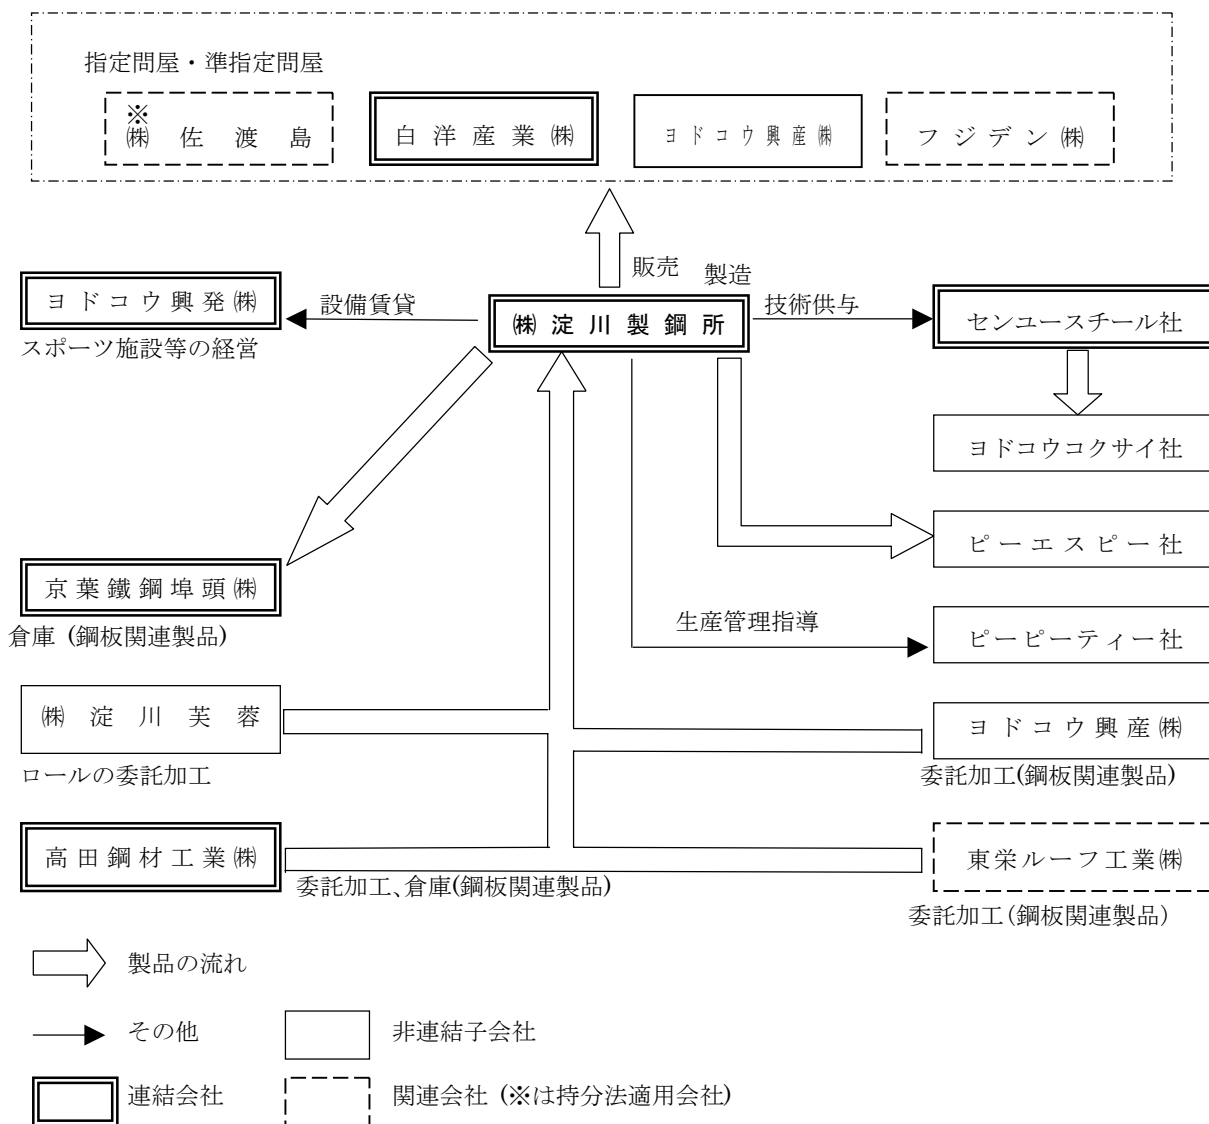 指定問屋・準指定問屋
※
㈱佐渡島
白洋産業㈱
ヨドコウ興産㈱
フジデン㈱
販売
製造
ヨドコウ興発㈱
設備賃貸
㈱淀川製鋼所
技術供与
センユースチール社
スポーツ施設等の経営
ヨドコウコクサイ社
ピーエスピー社
京葉鐵鋼埠頭㈱
倉庫 (鋼板関連製品)
生産管理指導
ピーピーティー社
㈱淀川芙蓉
ロールの委託加工
ヨドコウ興産㈱
委託加工(鋼板関連製品)
高田鋼材工業㈱
委託加工、倉庫(鋼板関連製品)
東栄ルーフ工業㈱
委託加工(鋼板関連製品)
製品の流れ
その他
非連結子会社
連結会社
関連会社 (※は持分法適用会社)